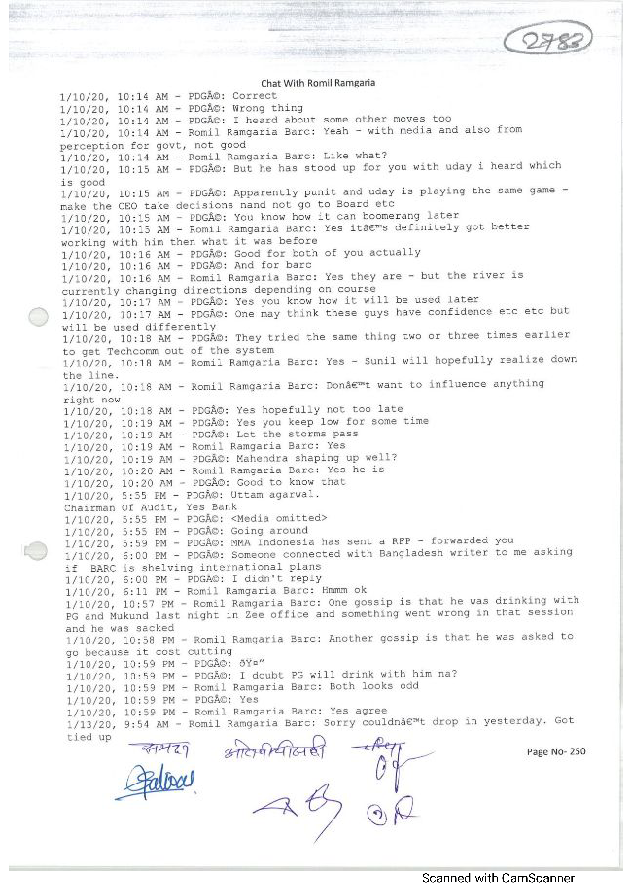 2783
Chat With Romil Ramgaria
1/10/20, 10:14 AM - PDGÂ©: Correct
1/10/20, 10:14 AM - PDGÂ©: Wrong thing
1/10/20, 10:14 AM - PDGÂ©: I heard about some other moves too
1/10/20, 10:14 AM - Romil Ramgaria Barc: Yeah - with media and also from
perception for govt, not good
1/10/20, 10:14 AM - Romil Ramgaria Barc: Like what?
1/10/20, 10:15 AM - PDGÂ©: But he has stood up for you with uday i heard which
is good
1/10/20, 10:15 AM - PDGÂ©: Apparently punit and uday is playing the same game -
make the CEO take decisions nand not go to Board etc
1/10/20, 10:15 AM - PDGÂ©: You know how it can boomerang later
1/10/20, 10:15 AM - Romil Ramgaria Barc: Yes itâ€™s definitely got better
working with him then what it was before
1/10/20, 10:16 AM - PDGÂ©: Good for both of you actually
1/10/20, 10:16 AM - PDGÂ©: And for barc
1/10/20, 10:16 AM - Romil Ramgaria Barc: Yes they are - but the river is
currently changing directions depending on course
1/10/20, 10:17 AM - PDGÂ©: Yes you know how it will be used later
1/10/20, 10:17 AM - PDGÂ©: One may think these guys have confidence etc etc but
will be used differently
1/10/20, 10:18 AM - PDGÂ©: They tried the same thing two or three times earlier
to get Techcomm out of the system
1/10/20, 10:18 AM - Romil Ramgaria Barc: Yes - Sunil will hopefully realize down
the line.
1/10/20, 10:18 AM - Romil Ramgaria Barc: Donâ€™t want to influence anything
right now
1/10/20, 10:18 AM - PDGÂ©: Yes hopefully not too late
1/10/20, 10:19 AM - PDGÂ©: Yes you keep low for some time
1/10/20, 10:19 AM - PDGÂ©: Let the storms pass
1/10/20, 10:19 AM - Romil Ramgaria Barc: Yes
1/10/20, 10:19 AM - PDGÂ©: Mahendra shaping up well?
1/10/20, 10:20 AM - Romil Ramgaria Barc: Yes he is
1/10/20, 10:20 AM - PDGÂ©: Good to know that
1/10/20, 5:55 PM - PDGÂ©: Uttam agarval.
Chairman Of Audit, Yes Bank
1/10/20, 5:55 PM - PDGÂ©: <Media omitted>
1/10/20, 5:55 PM - PDGÂ©: Going around
1/10/20, 5:59 PM - PDGÂ©: MMA Indonesia has sent a RFP - forwarded you
1/10/20, 6:00 PM - PDGÂ©: Someone connected with Bangladesh writer to me asking
if BARC is shelving international plans
1/10/20, 6:00 PM - PDGÂ©: I didn't reply
1/10/20, 6:11 PM - Romil Ramgaria Barc: Hmmm ok
1/10/20, 10:57 PM - Romil Ramgaria Barc: One gossip is that he was drinking with
PG and Mukund last night in Zee office and something went wrong in that session
and he was sacked
1/10/20, 10:58 PM - Romil Ramgaria Barc: Another gossip is that he was asked to
go because it cost cutting
1/10/20, 10:59 PM - PDGÂ©: ðŸ¤”
1/10/20, 10:59 PM - PDGÂ©: I doubt PG will drink with him na?
1/10/20, 10:59 PM - Romil Ramgaria Barc: Both looks odd
1/10/20, 10:59 PM - PDGÂ©: Yes
1/10/20, 10:59 PM - Romil Ramgaria Barc: Yes agree
1/13/20, 9:54 AM - Romil Ramgaria Barc: Sorry couldnâ€™t drop in yesterday. Got
tied up
Page No- 250
Scanned with CamScanner